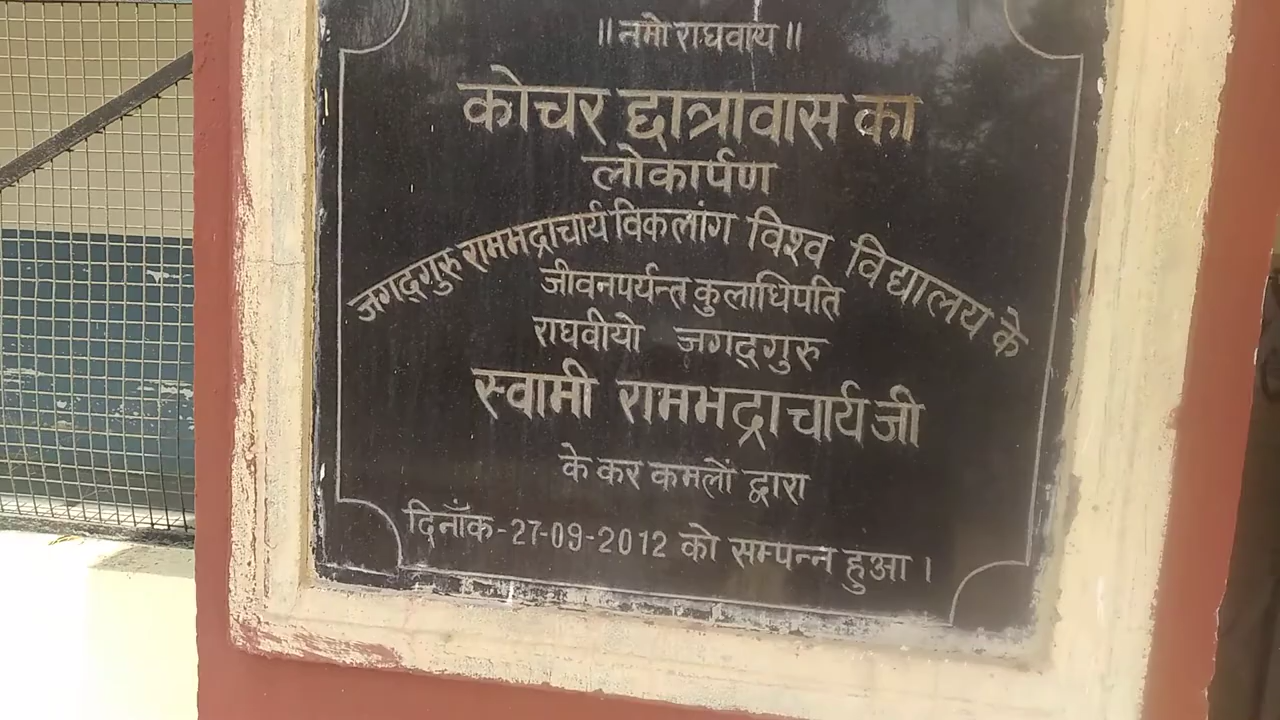 ॥ नमो राघवाय ॥
कोचर छात्रावास का
लोकार्पण
जगद्गुरु रामभद्राचार्य विकलांग विश्व विद्यालय के
जीवनपर्यन्त कुलाधिपति
राघवीयो जगद्गुरु
स्वामी रामभद्राचार्य जी
के कर कमलों द्वारा
दिनाँक-27-09-2012 को सम्पन्न हुआ।